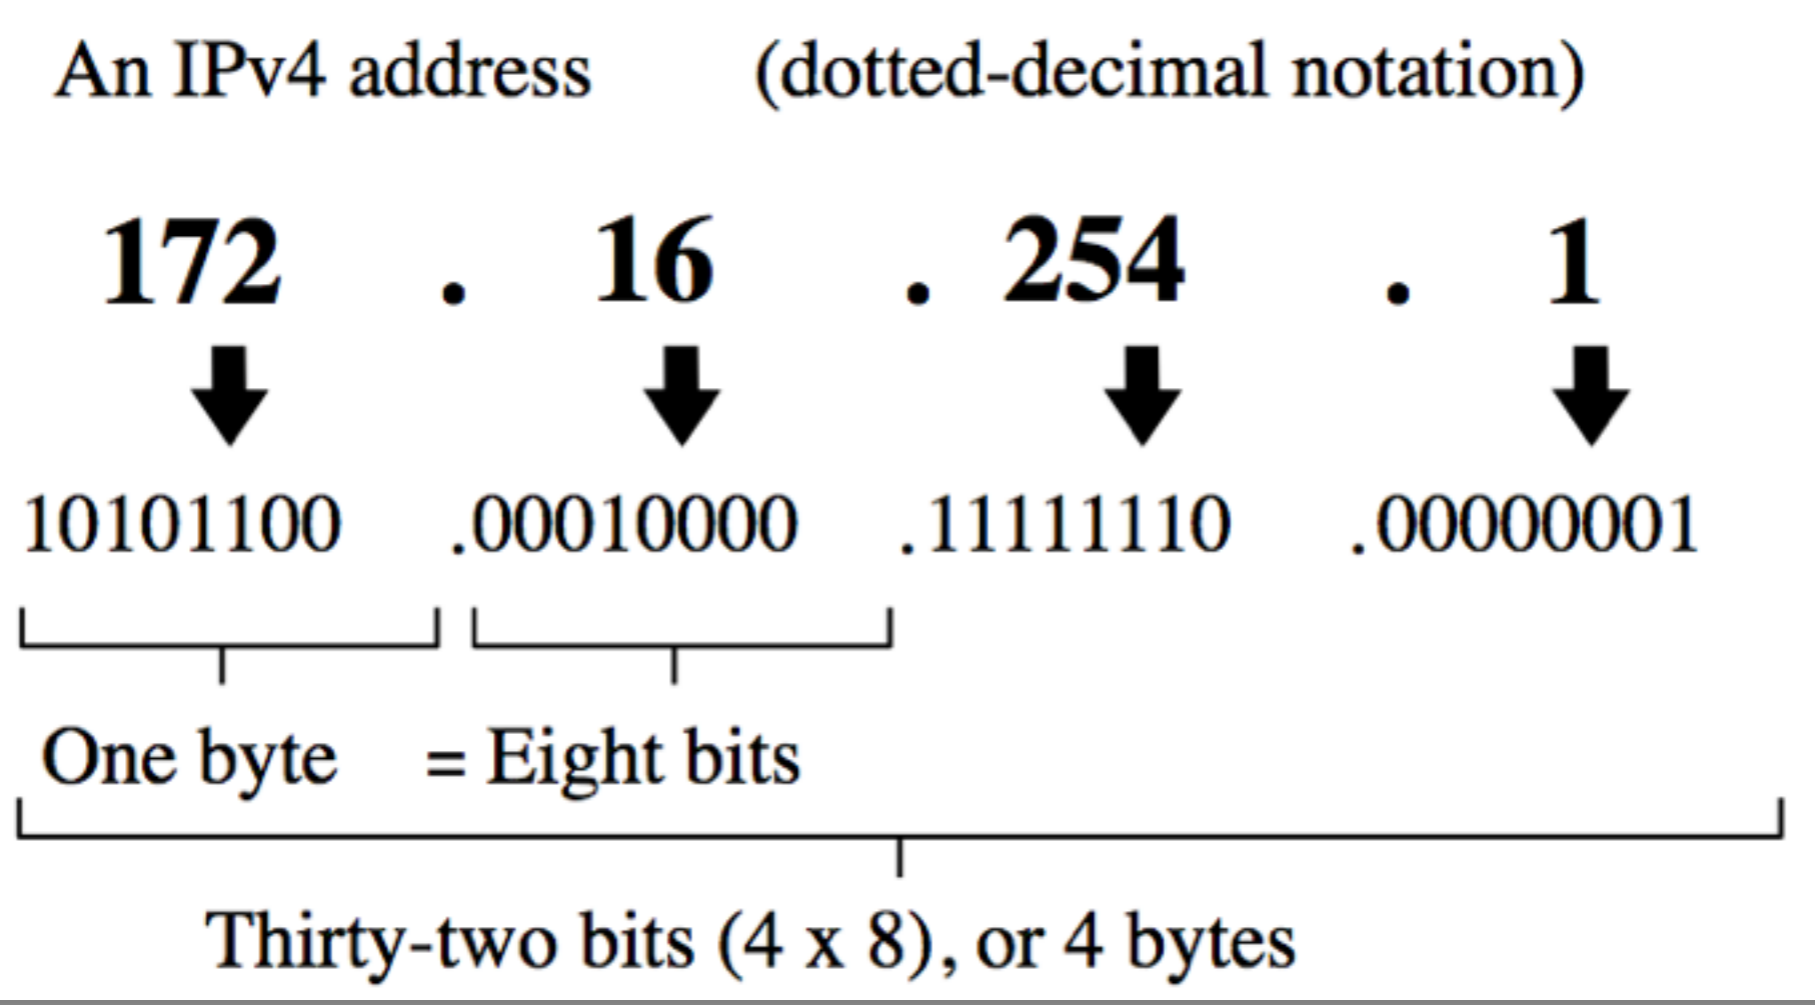 An IPv4 address (dotted-decimal notation)
172 . 16 . 254 . 1
10101100 .00010000 .11111110 .00000001
One byte = Eight bits
Thirty-two bits (4 x 8), or 4 bytes